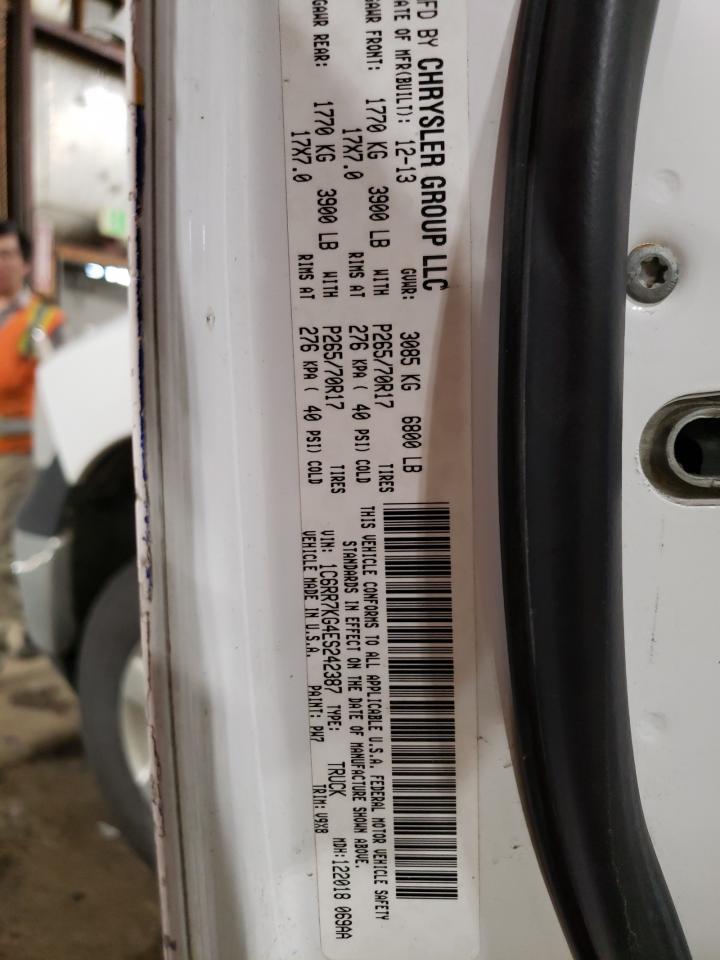 MFD BY CHRYSLER GROUP LLC
DATE OF MFR(BUILT): 12-13 GVWR: 3085 KG 6800 LB
GAWR FRONT: 1770 KG 3900 LB WITH P265/70R17 TIRES
17X7.0 RIMS AT 276 KPA ( 40 PSI) COLD
GAWR REAR: 1770 KG 3900 LB WITH P265/70R17 TIRES
17X7.0 RIMS AT 276 KPA ( 40 PSI) COLD
THIS VEHICLE CONFORMS TO ALL APPLICABLE U.S.A. FEDERAL MOTOR VEHICLE SAFETY
STANDARDS IN EFFECT ON THE DATE OF MANUFACTURE SHOWN ABOVE.
VIN: 1C6RR7KG4ES242387 TYPE: TRUCK MDH:122018 069AA
VEHICLE MADE IN U.S.A. PAINT: PW7 TRIM: V9X8